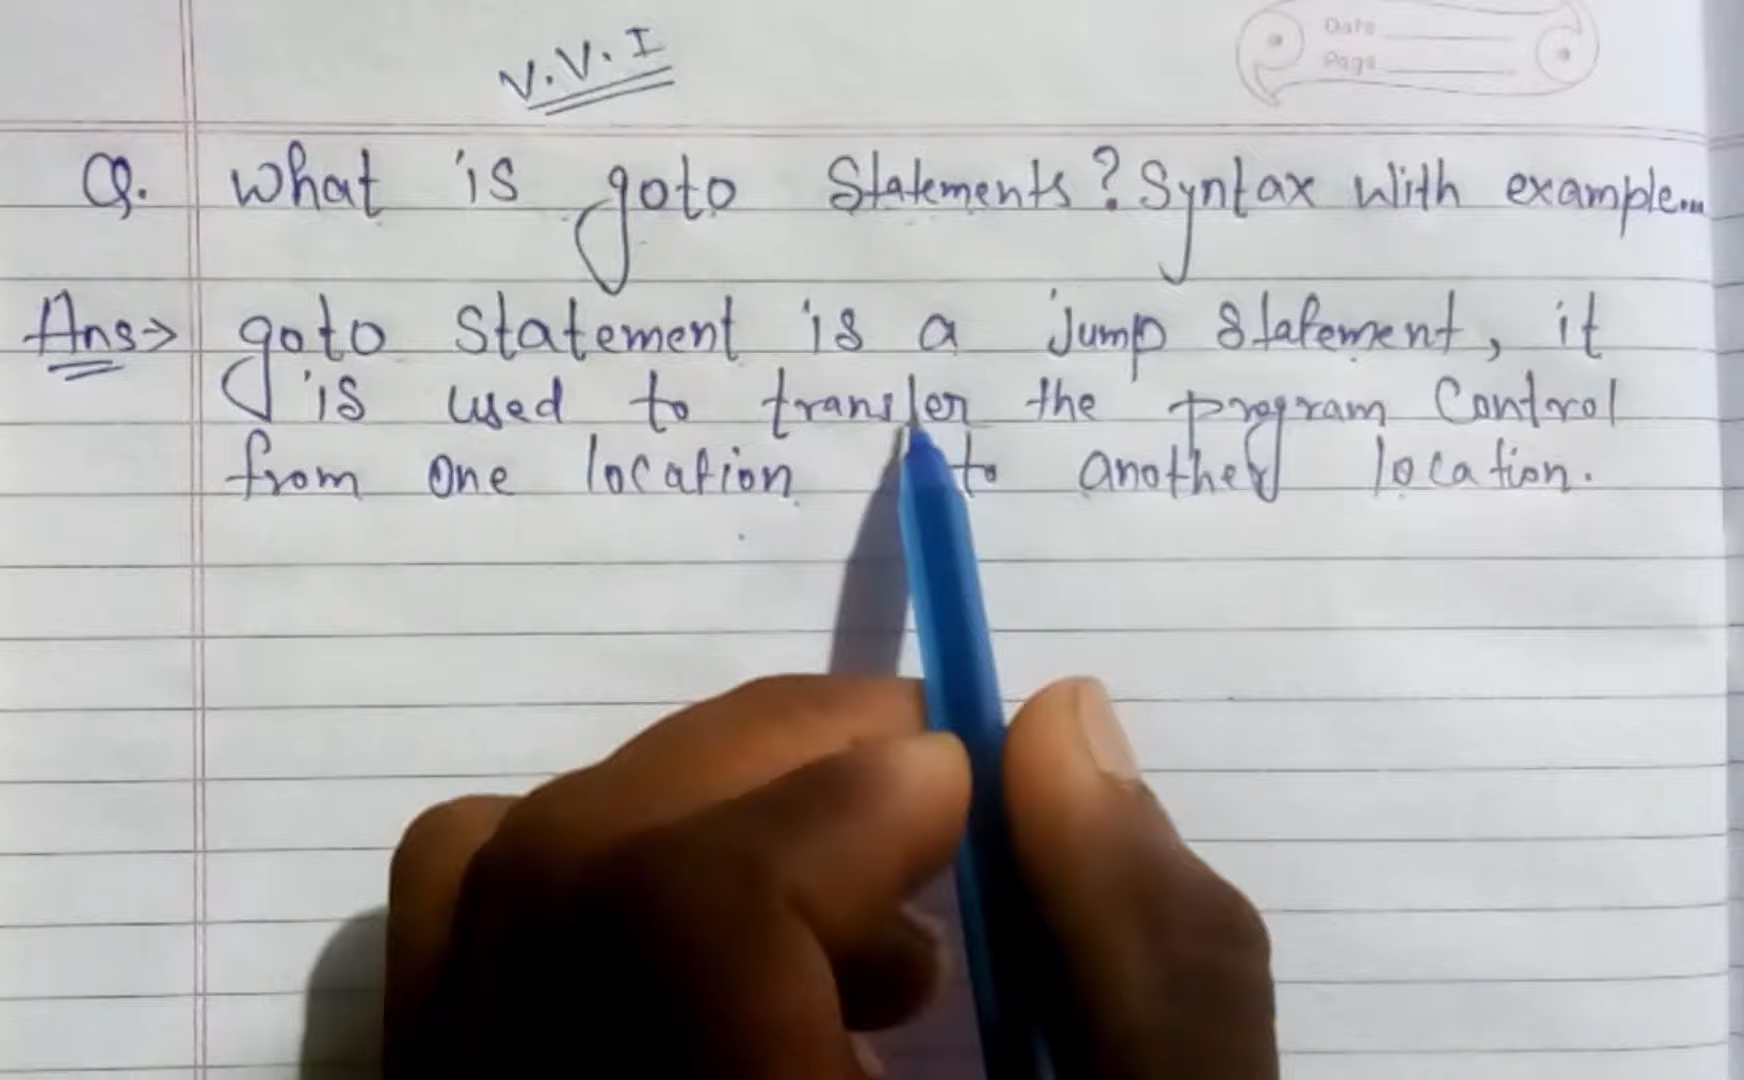 Date
Page
V.V.I
Q. What is goto Statements? Syntax With example...
Ans→ goto statement is a jump statement, it
is used to transfer the program Control
from one location to another location.